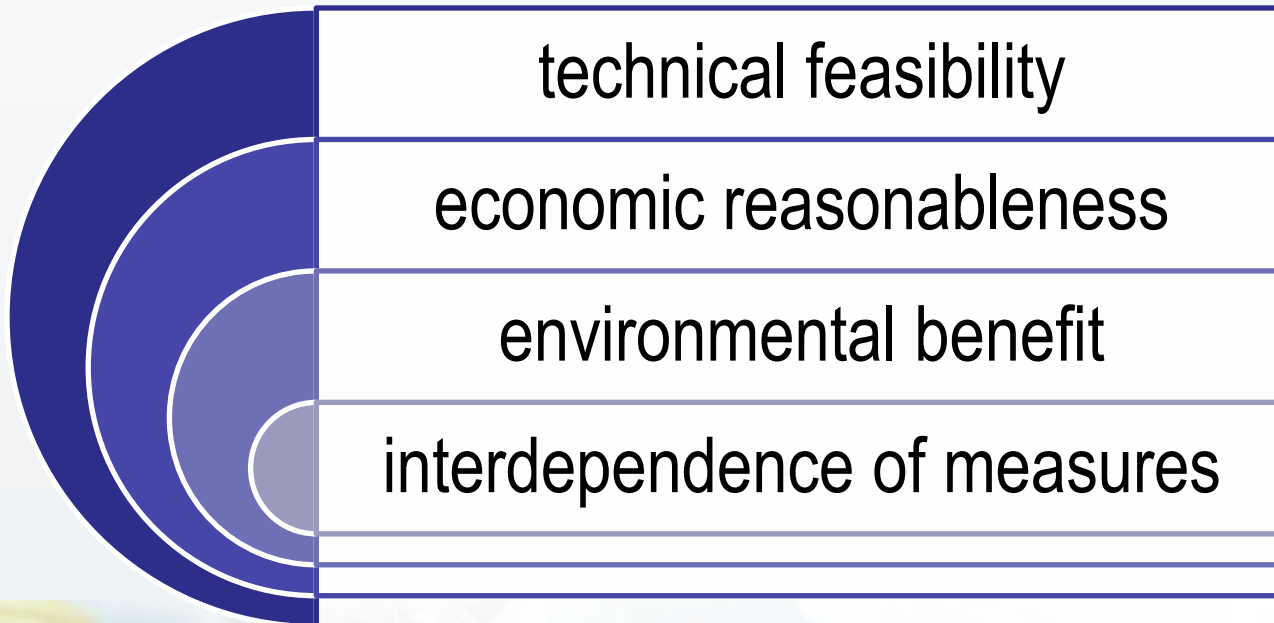 technical feasibility
economic reasonableness
environmental benefit
interdependence of measures